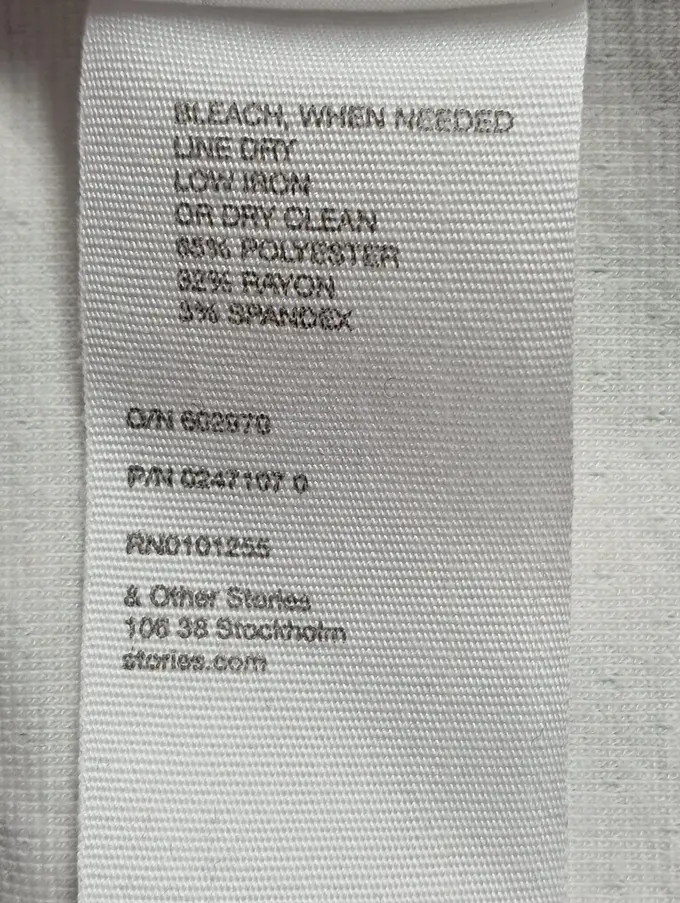 BLEACH, WHEN NEEDED
LINE DRY
LOW IRON
OR DRY CLEAN
65% POLYESTER
32% RAYON
3% SPANDEX
O/N 602970
P/N 0247107 0
RN0101255
& Other Stories
106 38 Stockholm
stories.com